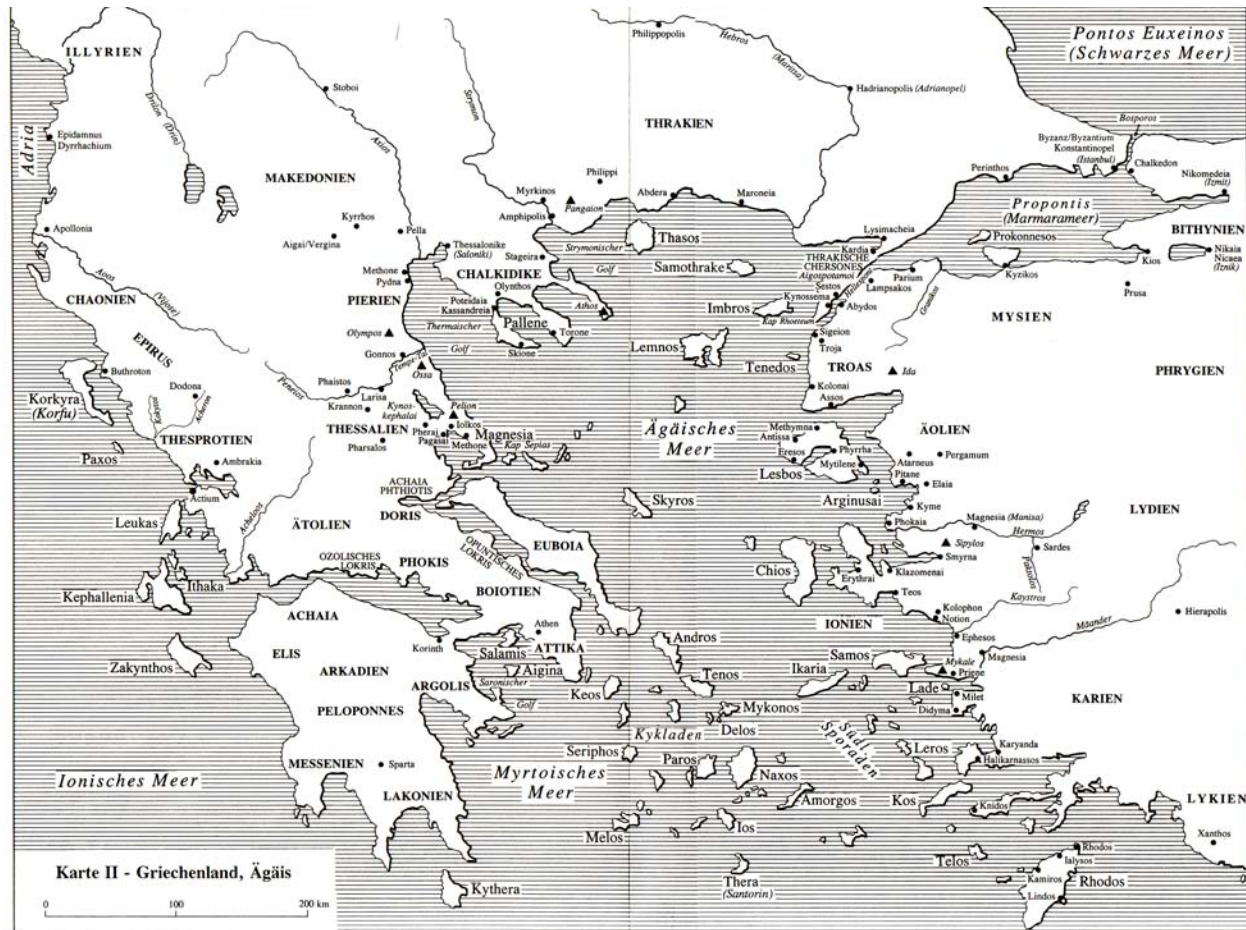 ILLYRIEN
Philippopolis
Hebros
(Maritsa)
Pontos Euxeinos
(Schwarzes Meer)
Drilon (Drin)
Stoboi
Strymon
Hadrianopolis (Adrianopel)
Adria
Epidamnus
Dyrrhachium
Axios
THRAKIEN
Bosporos
Byzanz/Byzantium
Konstantinopel
(Istanbul)
Chalkedon
Perinthos
Nikomedeia
(Izmit)
MAKEDONIEN
Philippi
Myrkinos
Pangaion
Abdera
Maroneia
Amphipolis
Propontis
(Marmarameer)
Apollonia
Kyrrhos
Aigai/Vergina
Pella
Thessalonike
(Saloniki)
Strymonischer
Golf
Thasos
Lysimacheia
Kardia
Prokonnesos
BITHYNIEN
Stageira
CHALKIDIKE
Samothrake
THRAKISCHE
CHERSONES
Aigospotamoi
Kios
Nikaia
Nicaea
(Iznik)
Aoos
(Vijose)
Methone
Pydna
Olynthos
Sestos
Hellespont
Parium
Lampsakos
Kyzikos
Prusa
CHAONIEN
PIERIEN
Poteidaia
Kassandreia
Athos
Imbros
Kynossema
Abydos
Granikos
Pallene
Torone
Kap Rhoeteum
MYSIEN
Olympos
Thermaischer
Golf
Skione
Sigeion
Troja
EPIRUS
Gonnos
Tempe-Tal
Ossa
Lemnos
Tenedos
TROAS
Ida
PHRYGIEN
Buthroton
Dodona
Peneios
Phaistos
Larisa
Krannon
Kolonai
Assos
Korkyra
(Korfu)
Acheron
Kynos-
kephalai
Pelion
THESSALIEN
Pherai
Iolkos
Pagasai
Methone
Magnesia
Kap Sepias
Ägäisches
Meer
Methymna
Antissa
ÄOLIEN
THESPROTIEN
Pharsalos
Eresos
Phyrrha
Mytilene
Lesbos
Atarneus
Pergamum
Pitane
Paxos
Ambrakia
Elaia
Actium
ACHAIA
PHTHIOTIS
Skyros
Arginusai
Kyme
Leukas
Acheloos
ÄTOLIEN
DORIS
Phokaia
Magnesia (Manisa)
Hermos
LYDIEN
OZOLISCHES
LOKRIS
PHOKIS
OPUNTISCHES
LOKRIS
EUBOIA
Chios
Sipylos
Smyrna
Sardes
Paktolos
Ithaka
Kephallenia
Erythrai
Klazomenai
BOIOTIEN
Teos
Kaystros
ACHAIA
Kolophon
Notion
Hierapolis
Mäander
Athen
IONIEN
Ephesos
ELIS
Korinth
Salamis
ATTIKA
Andros
Samos
Magnesia
Zakynthos
ARKADIEN
Aigina
Tenos
Ikaria
Mykale
Priene
ARGOLIS
Saronischer
Golf
Keos
Lade
Milet
KARIEN
PELOPONNES
Mykonos
Didyma
Delos
Kykladen
Südl.
Sporaden
Seriphos
Leros
Karyanda
Halikarnassos
MESSENIEN
Sparta
Paros
Naxos
Ionisches Meer
Myrtoisches
Meer
LAKONIEN
Amorgos
Kos
Knidos
LYKIEN
Melos
Ios
Xanthos
Telos
Rhodos
Ialysos
Kamiros
Lindos
Rhodos
Thera
(Santorin)
Kythera
Karte II - Griechenland, Ägäis
0
100
200 km